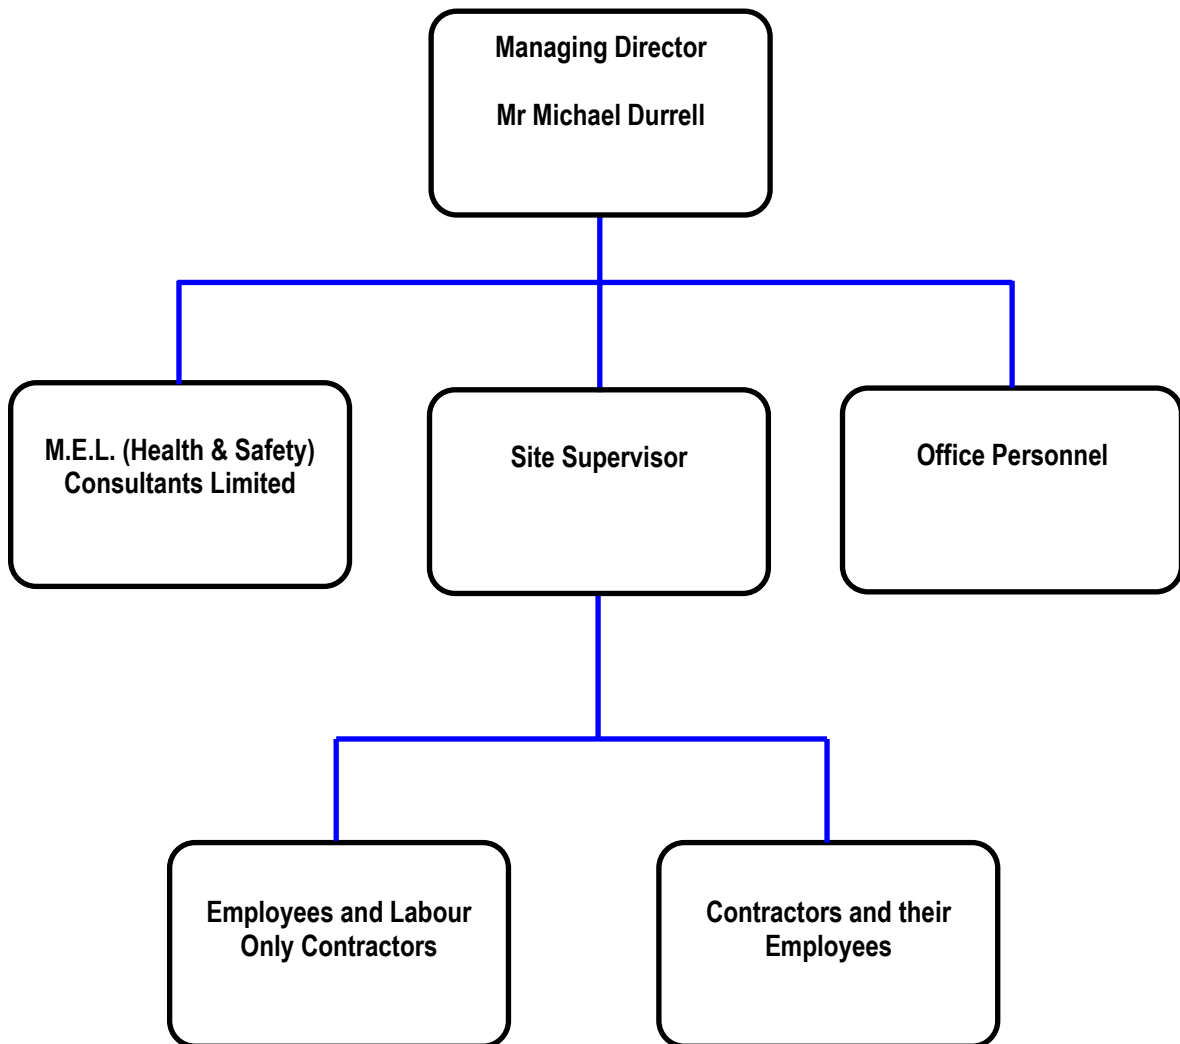 Managing Director
Mr Michael Durrell
M.E.L. (Health & Safety)
Consultants Limited
Site Supervisor
Office Personnel
Employees and Labour
Only Contractors
Contractors and their
Employees